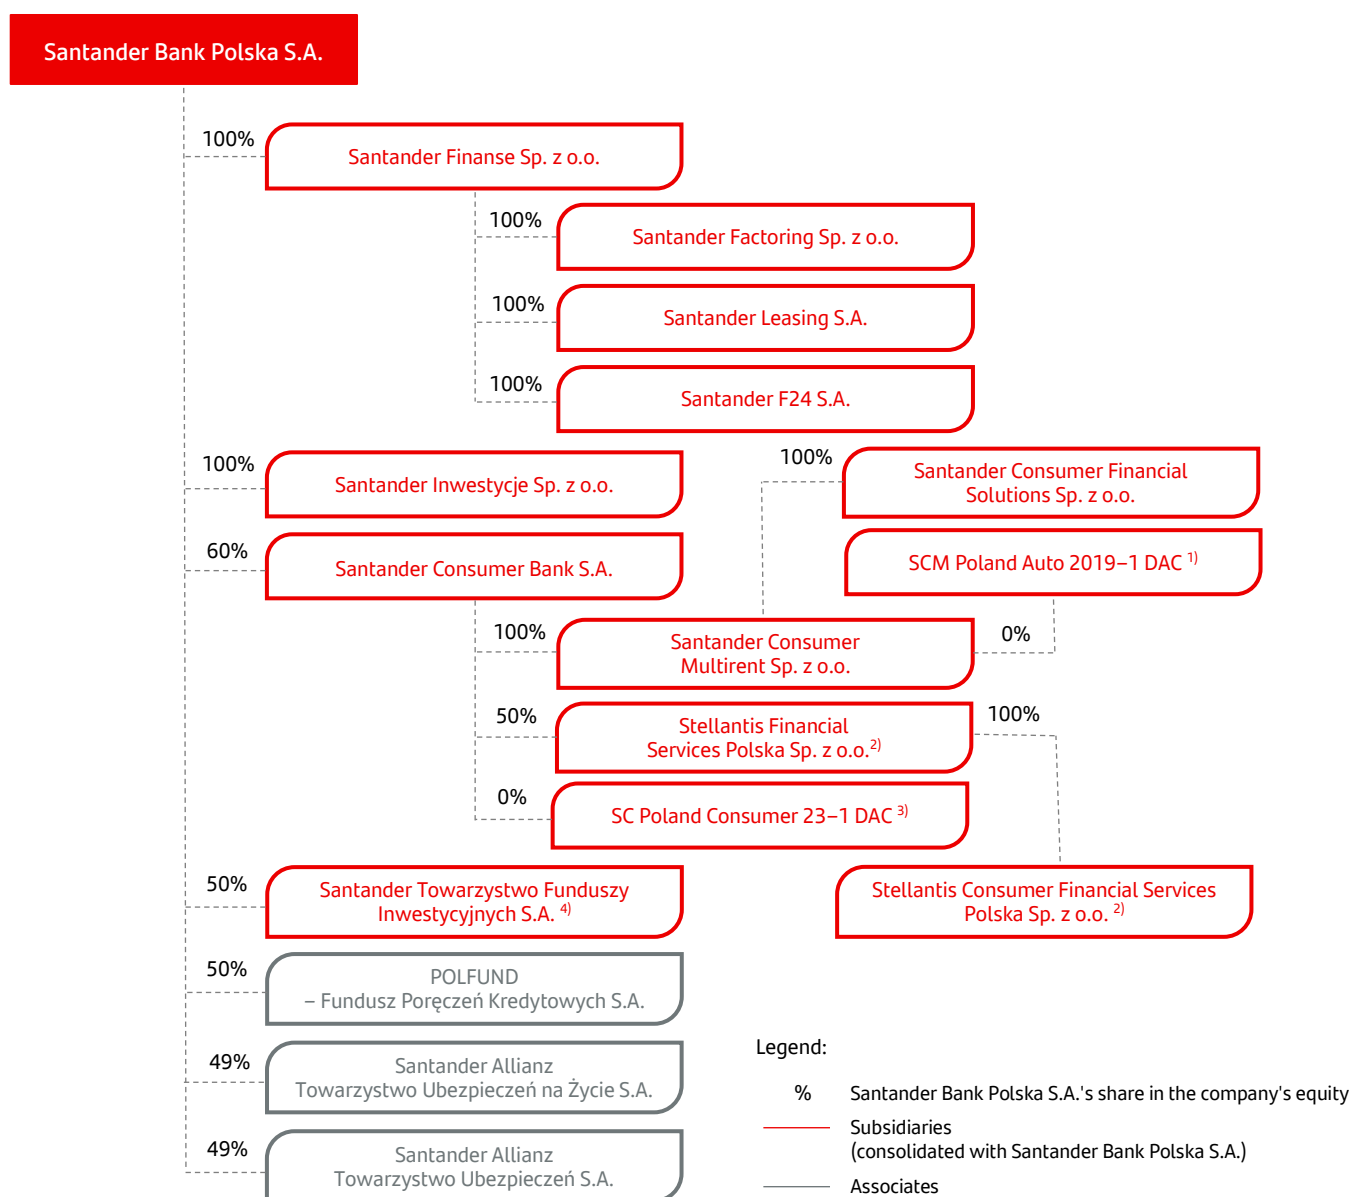 Santander Bank Polska S.A.
100%
Santander Finanse Sp. z o.o.
100%
Santander Factoring Sp. z o.o.
100%
Santander Leasing S.A.
100%
Santander F24 S.A.
100%
Santander Inwestycje Sp. z o.o.
100%
Santander Consumer Financial
Solutions Sp. z o.o.
60%
Santander Consumer Bank S.A.
SCM Poland Auto 2019–1 DAC 1)
100%
Santander Consumer
Multirent Sp. z o.o.
0%
50%
Stellantis Financial
Services Polska Sp. z o.o.2)
100%
0%
SC Poland Consumer 23–1 DAC 3)
50%
Santander Towarzystwo Funduszy
Inwestycyjnych S.A. 4)
Stellantis Consumer Financial Services
Polska Sp. z o.o. 2)
50%
POLFUND
– Fundusz Poręczeń Kredytowych S.A.
49%
Santander Allianz
Towarzystwo Ubezpieczeń na Życie S.A.
49%
Santander Allianz
Towarzystwo Ubezpieczeń S.A.
Legend:
% Santander Bank Polska S.A.'s share in the company's equity
Subsidiaries
(consolidated with Santander Bank Polska S.A.)
Associates